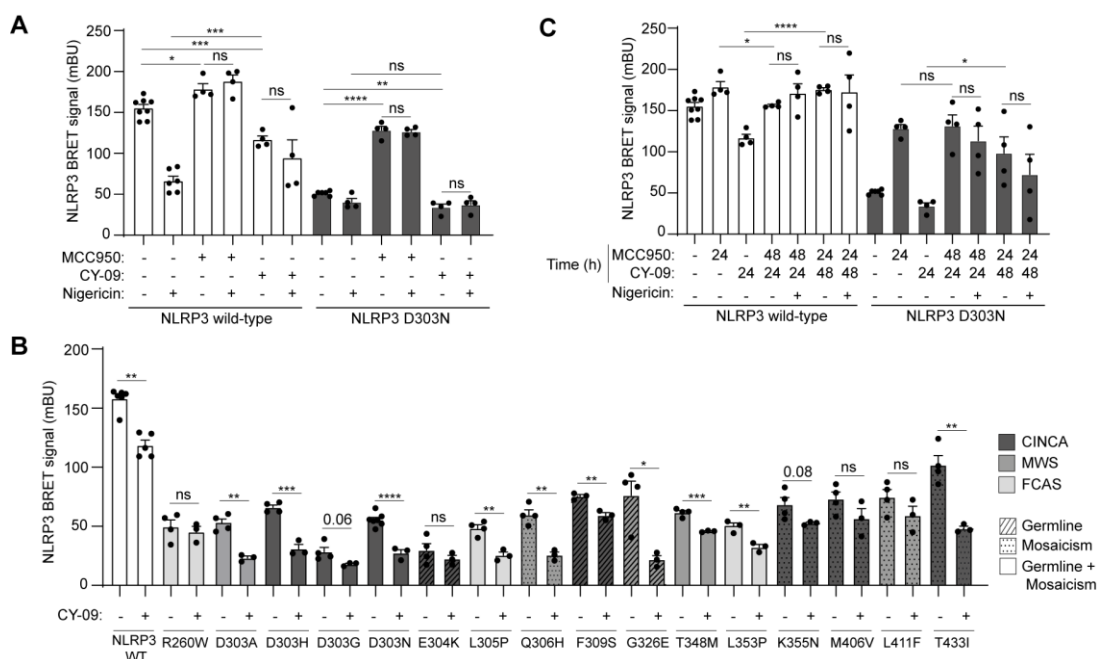 A
NLRP3 BRET signal (mBU)
250
200
150
100
50
0
*** *** * ns ns
ns ** **** ns ns
MCC950: - - + + - - - - + + - -
CY-09: - - - - + + - - - - + +
Nigericin: - + - + - + - + - + - +
NLRP3 wild-type NLRP3 D303N
C
NLRP3 BRET signal (mBU)
250
200
150
100
50
0
**** * ns ns
* ns ns ns
Time (h)
MCC950: - 24 - 48 48 24 24 - 24 - 48 48 24 24
CY-09: - - 24 24 24 48 48 - - 24 24 24 48 48
Nigericin: - - - - + - + - - - - + - +
NLRP3 wild-type NLRP3 D303N
B
NLRP3 BRET signal (mBU)
200
150
100
50
0
** ns ** *** 0.06 **** ns ** ** ** * *** ** 0.08 ns ns **
CY-09: - + - + - + - + - + - + - + - + - + - + - + - + - + - + - + - + - +
NLRP3 WT R260W D303A D303H D303G D303N E304K L305P Q306H F309S G326E T348M L353P K355N M406V L411F T433I
CINCA
MWS
FCAS
Germline
Mosaicism
Germline +
Mosaicism